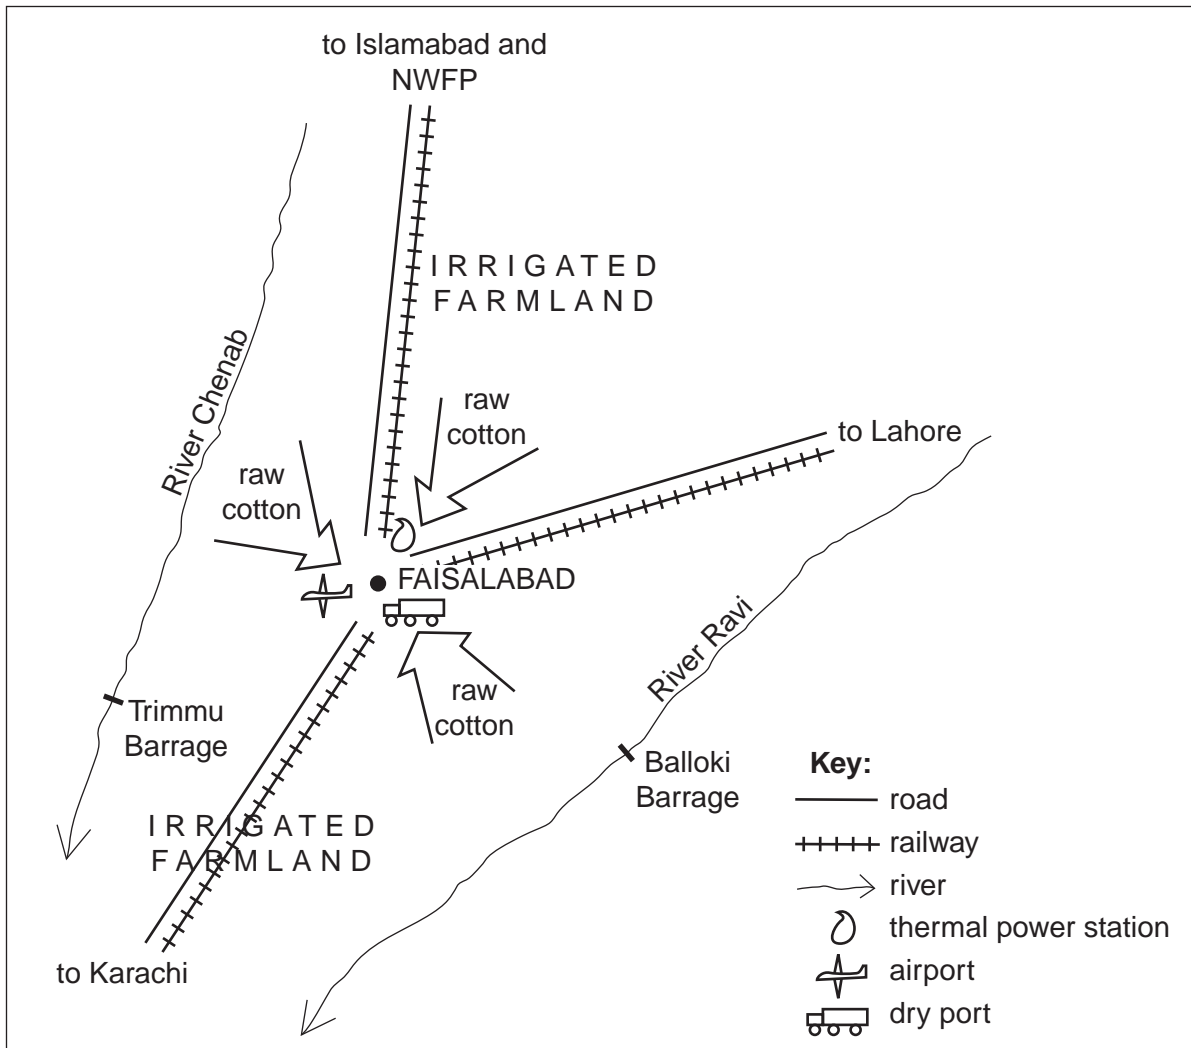 to Islamabad and
NWFP
IRRIGATED
FARMLAND
River Chenab
raw
cotton
to Lahore
raw
cotton
FAISALABAD
River Ravi
raw
cotton
Trimmu
Barrage
Balloki
Barrage
IRRIGATED
FARMLAND
to Karachi
Key:
road
railway
river
thermal power station
airport
dry port